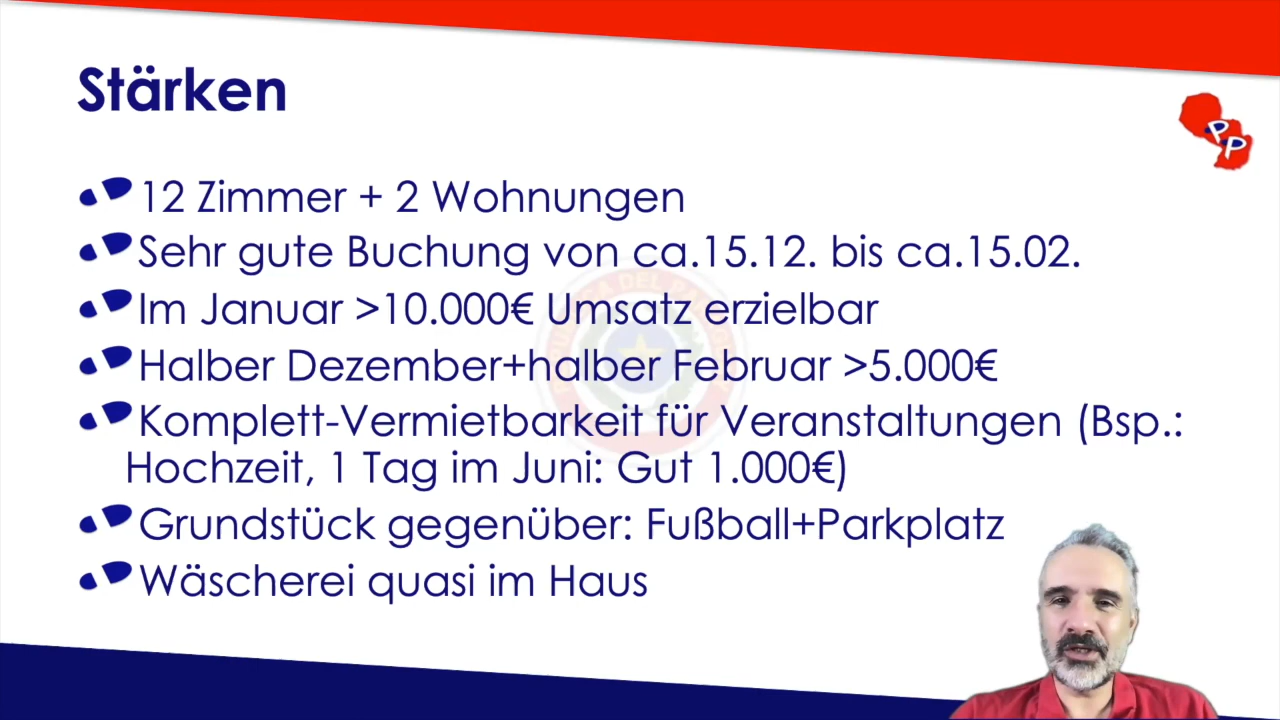 Stärken
PP
12 Zimmer + 2 Wohnungen
Sehr gute Buchung von ca.15.12. bis ca.15.02.
Im Januar >10.000€ Umsatz erzielbar
Halber Dezember+halber Februar >5.000€
Komplett-Vermietbarkeit für Veranstaltungen (Bsp.:
Hochzeit, 1 Tag im Juni: Gut 1.000€)
Grundstück gegenüber: Fußball+Parkplatz
Wäscherei quasi im Haus